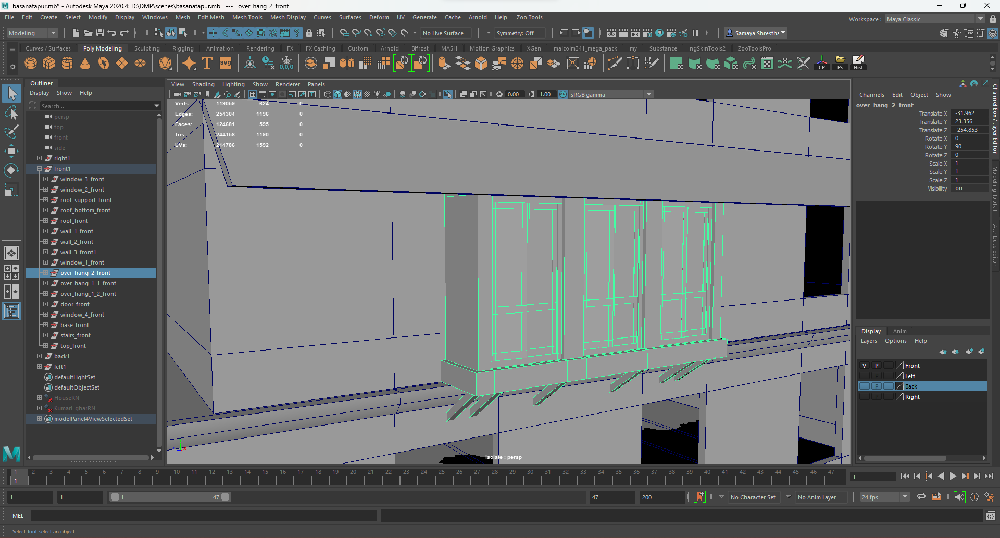 basanatapur.mb* - Autodesk Maya 2020.4: D:\DMP\scenes\basanatapur.mb   ---   over_hang_2_front
File Edit Create Select Modify Display Windows Mesh Edit Mesh Mesh Tools Mesh Display Curves Surfaces Deform UV Generate Cache Arnold Help Zoo Tools
Workspace : Maya Classic
Modeling No Live Surface Symmetry: Off Samaya Shrestha
Curves / Surfaces Poly Modeling Sculpting Rigging Animation Rendering FX FX Caching Custom Arnold Bifrost MASH Motion Graphics XGen malcolm341_mega_pack my Substance ngSkinTools2 ZooToolsPro
T svg 0,0,0 CP ES Hist
Outliner
Display Show Help
Search...
persp
top
front
side
right1
front1
window_3_front
window_2_front
roof_support_front
roof_bottom_front
roof_front
wall_1_front
wall_2_front
wall_3_front1
window_1_front
over_hang_2_front
over_hang_1_1_front
over_hang_1_2_front
door_front
window_4_front
base_front
stairs_front
top_front
back1
left1
defaultLightSet
defaultObjectSet
HouseRN
Kumari_gharRN
modelPanel4ViewSelectedSet
View Shading Lighting Show Renderer Panels
0.00 1.00 sRGB gamma
Verts: 119059 624 0
Edges: 254304 1196 0
Faces: 124681 595 0
Tris: 244158 1190 0
UVs: 214786 1592 0
Isolate : persp
Channels Edit Object Show
over_hang_2_front
Translate X -31.962
Translate Y 23.356
Translate Z -254.853
Rotate X 0
Rotate Y 90
Rotate Z 0
Scale X 1
Scale Y 1
Scale Z 1
Visibility on
Channel Box / Layer Editor
Modeling Toolkit
Attribute Editor
Display Anim
Layers Options Help
V P Front
P Left
P Back
P Right
1 2 3 4 5 6 7 8 9 10 11 12 13 14 15 16 17 18 19 20 21 22 23 24 25 26 27 28 29 30 31 32 33 34 35 36 37 38 39 40 41 42 43 44 45 46 47
1
1
1 1 1 47 47 200 No Character Set No Anim Layer 24 fps
MEL
Select Tool: select an object